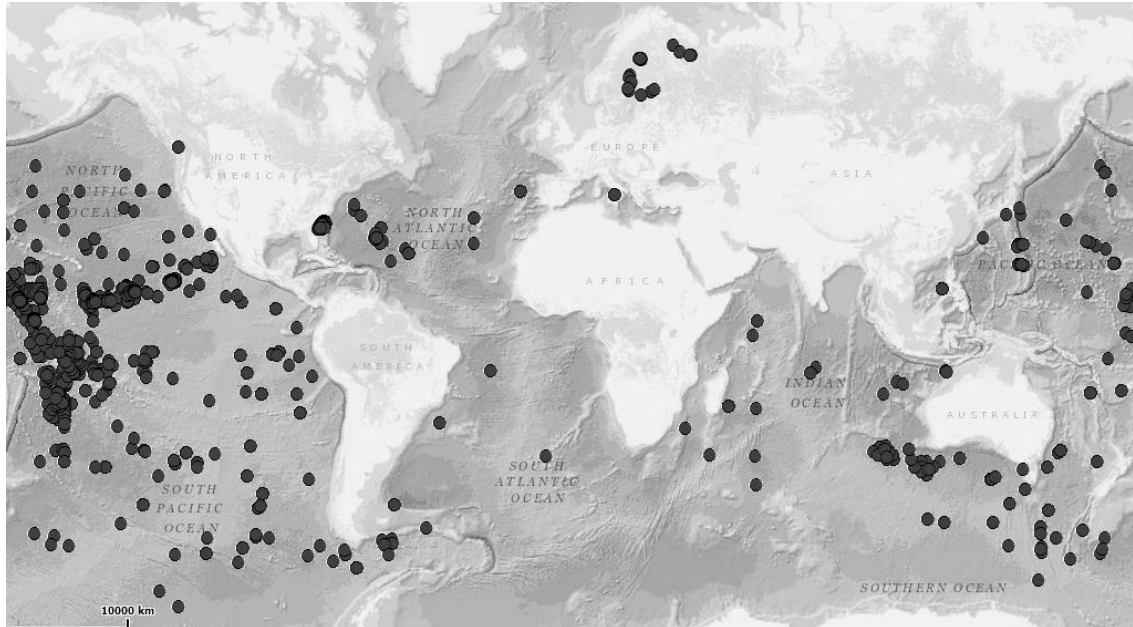 EUROPE
NORTH
AMERICA
NORTH
PACIFIC
OCEAN
ASIA
NORTH
ATLANTIC
OCEAN
PACIFIC OCEAN
AFRICA
SOUTH
AMERICA
INDIAN
OCEAN
AUSTRALIA
SOUTH
ATLANTIC
OCEAN
SOUTH
PACIFIC
OCEAN
SOUTHERN OCEAN
10000 km